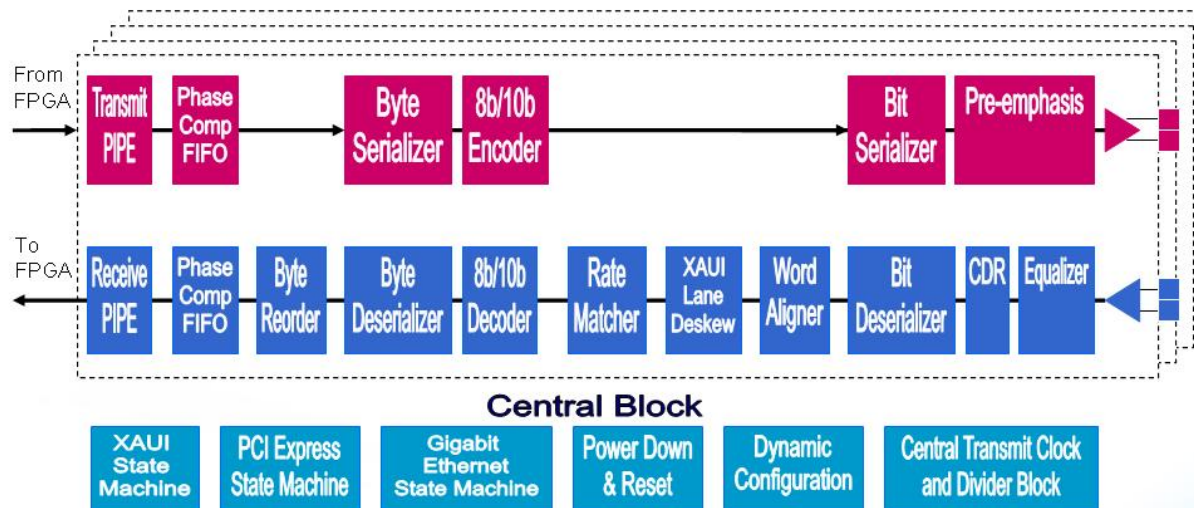 From
FPGA
Transmit
PIPE
Phase
Comp
FIFO
Byte
Serializer
8b/10b
Encoder
Bit
Serializer
Pre-emphasis
To
FPGA
Receive
PIPE
Phase
Comp
FIFO
Byte
Reorder
Byte
Deserializer
8b/10b
Decoder
Rate
Matcher
XAUI
Lane
Deskew
Word
Aligner
Bit
Deserializer
CDR
Equalizer
Central Block
XAUI
State
Machine
PCI Express
State Machine
Gigabit
Ethernet
State Machine
Power Down
& Reset
Dynamic
Configuration
Central Transmit Clock
and Divider Block